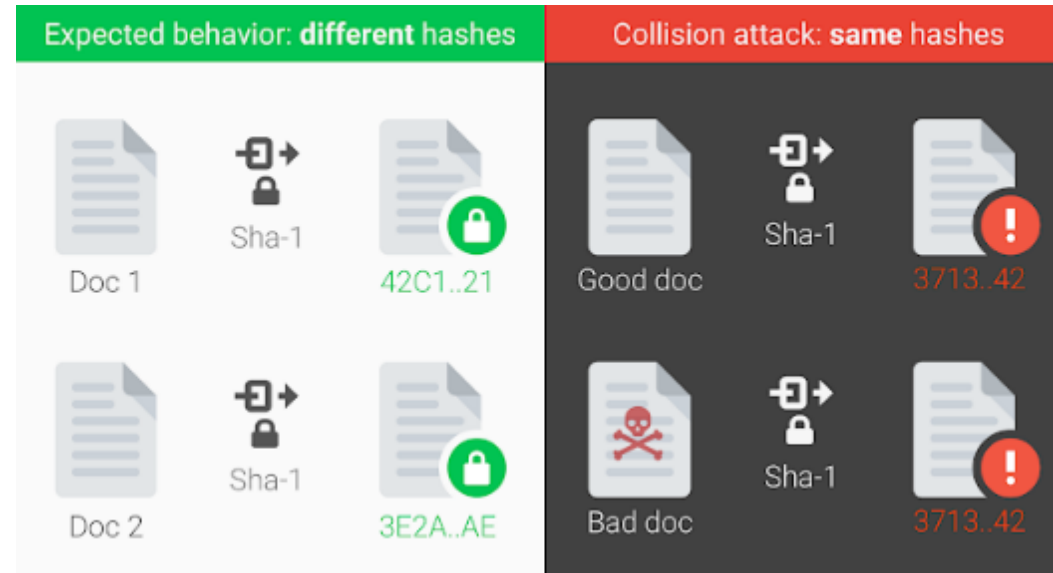 Expected behavior: different hashes
Sha-1
Doc 1
42C1..21
Sha-1
Doc 2
3E2A..AE
Collision attack: same hashes
Sha-1
Good doc
3713..42
Sha-1
Bad doc
3713..42